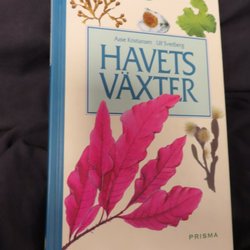 Aase Kristiansen Ulf Svedberg
HAVETS
VÄXTER
PRISMA